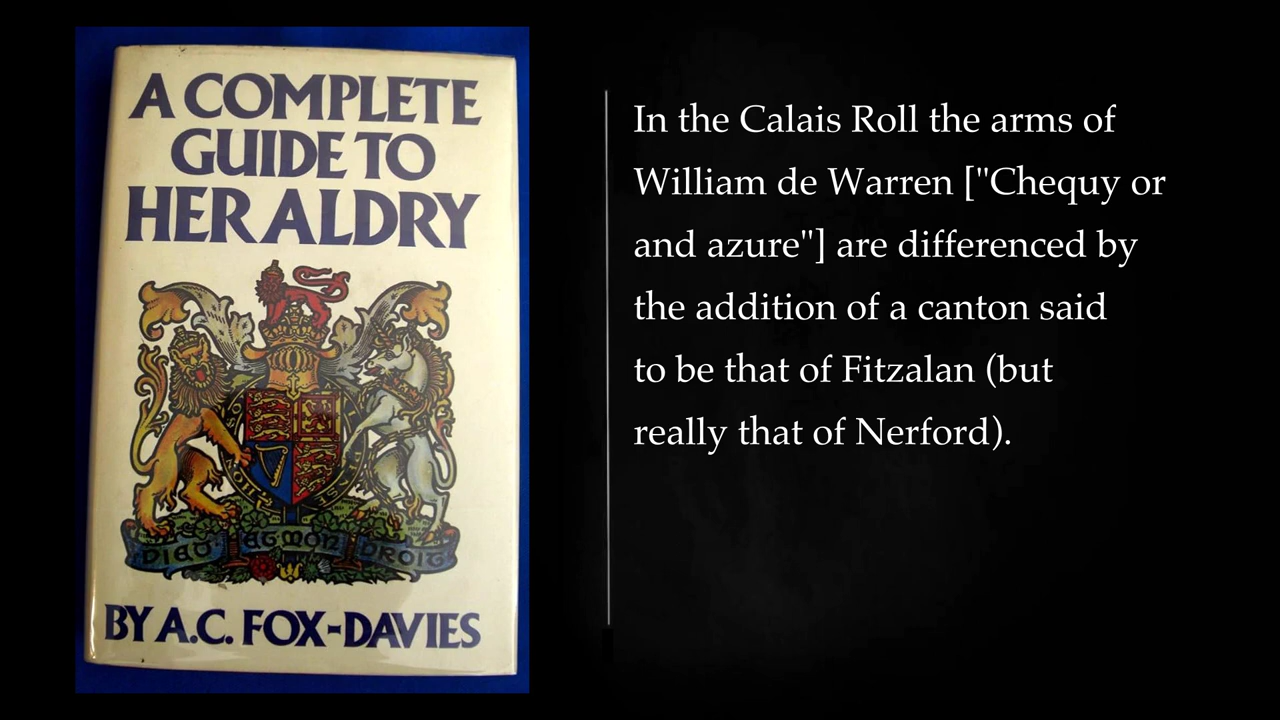 A COMPLETE
GUIDE TO
HERALDRY
DIEU ET MON DROIT
BY A.C. FOX-DAVIES
In the Calais Roll the arms of
William de Warren ["Chequy or
and azure"] are differenced by
the addition of a canton said
to be that of Fitzalan (but
really that of Nerford).